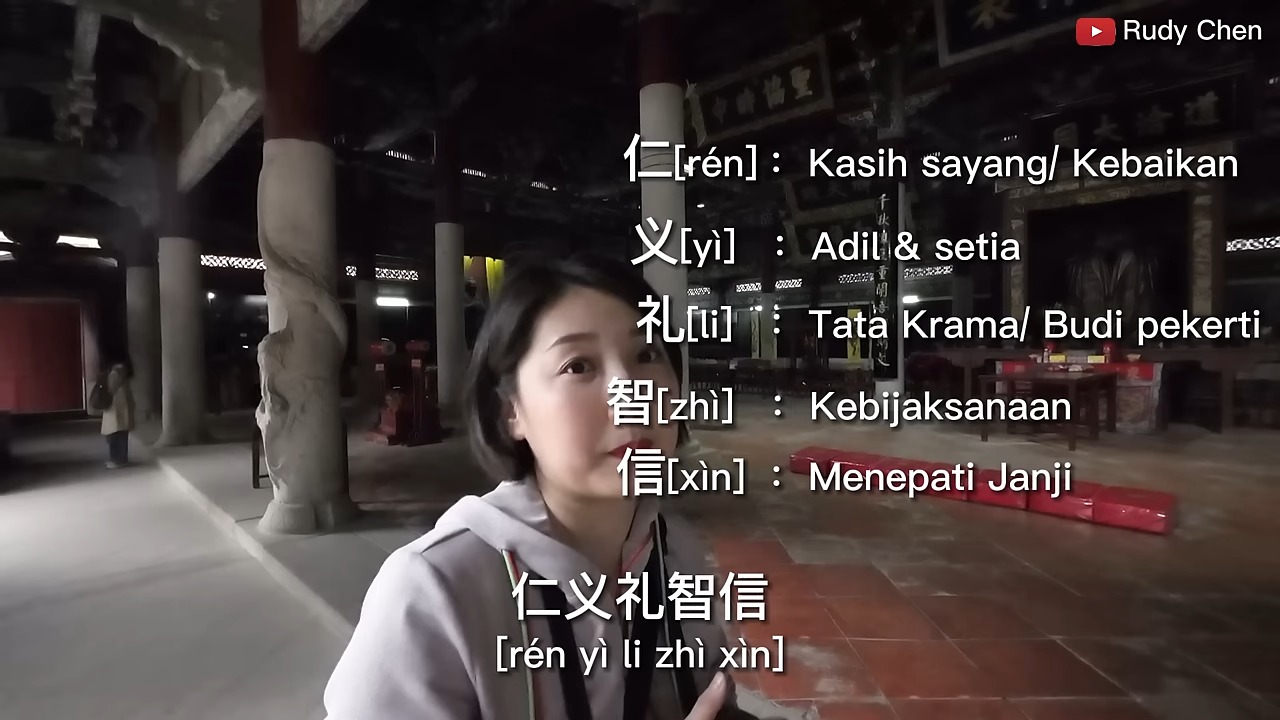 Rudy Chen
仁[rén] : Kasih sayang/ Kebaikan
义[yì] : Adil & setia
礼[li] : Tata Krama/ Budi pekerti
智[zhì] : Kebijaksanaan
信[xìn] : Menepati Janji
仁义礼智信
[rén yì li zhì xìn]